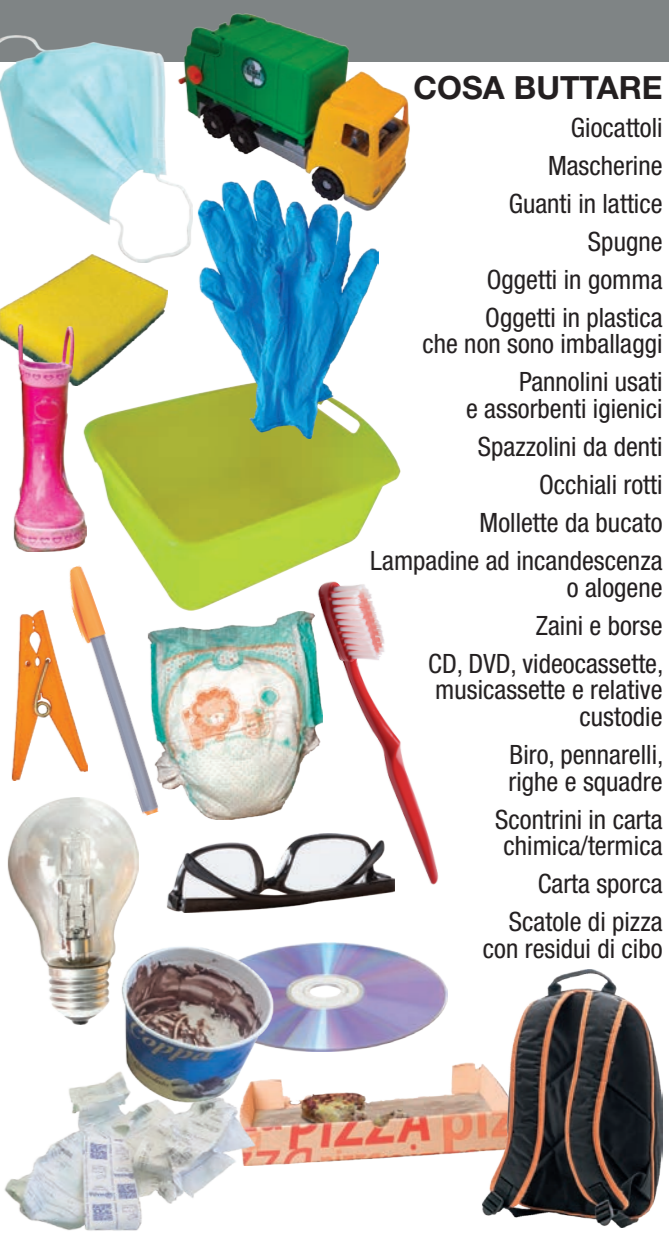 COSA BUTTARE
Giocattoli
Mascherine
Guanti in lattice
Spugne
Oggetti in gomma
Oggetti in plastica
che non sono imballaggi
Pannolini usati
e assorbenti igienici
Spazzolini da denti
Occhiali rotti
Mollette da bucato
Lampadine ad incandescenza
o alogene
Zaini e borse
CD, DVD, videocassette,
musicassette e relative
custodie
Biro, pennarelli,
righe e squadre
Scontrini in carta
chimica/termica
Carta sporca
Scatole di pizza
con residui di cibo
Coppa
PIZZA